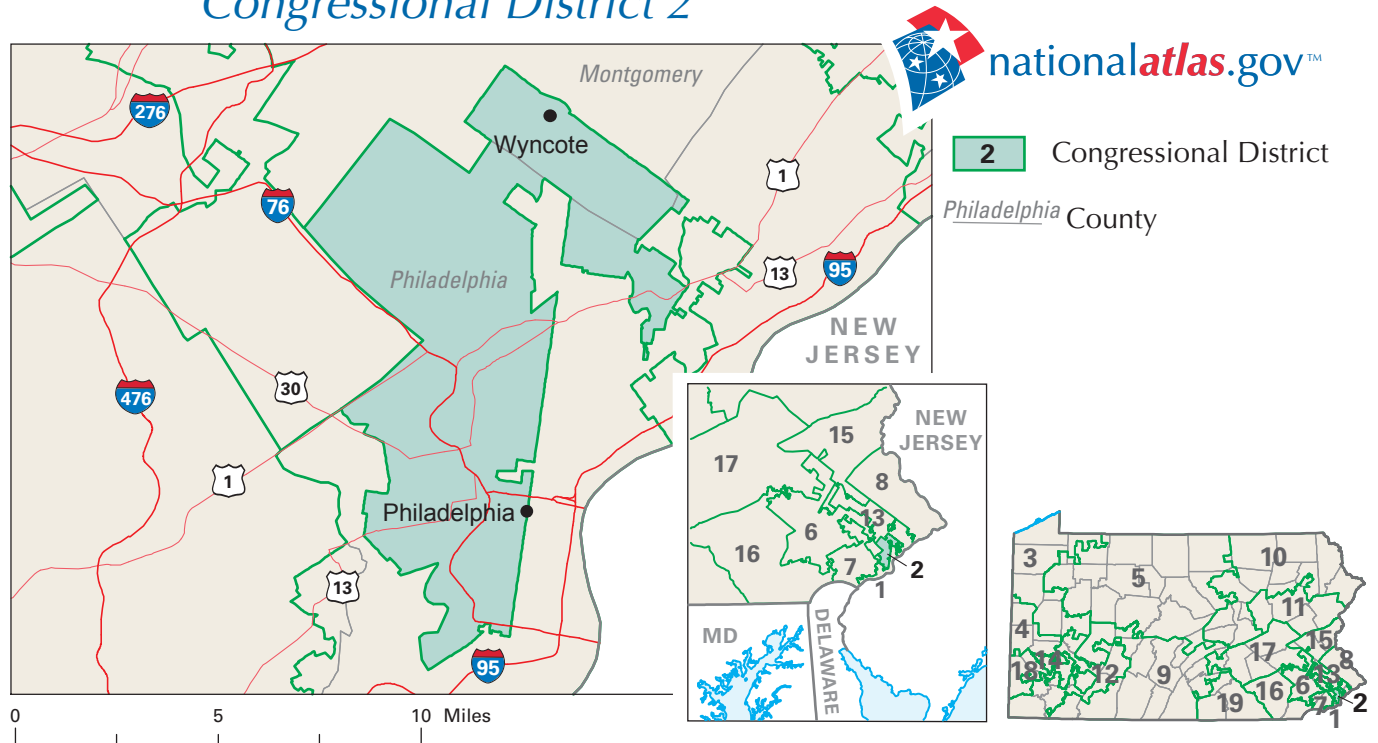 Congressional District 2
nationalatlas.gov™
2 Congressional District
Philadelphia County
Montgomery
276
Wyncote
1
76
Philadelphia
13
95
NEW
JERSEY
30
476
1
Philadelphia
13
95
0 5 10 Miles
NEW
JERSEY
15
17
8
13
6
16
7
2
1
MD
DELAWARE
3
10
5
11
4
15
17
8
14
18
12
9
13
6
16
19
7
2
1